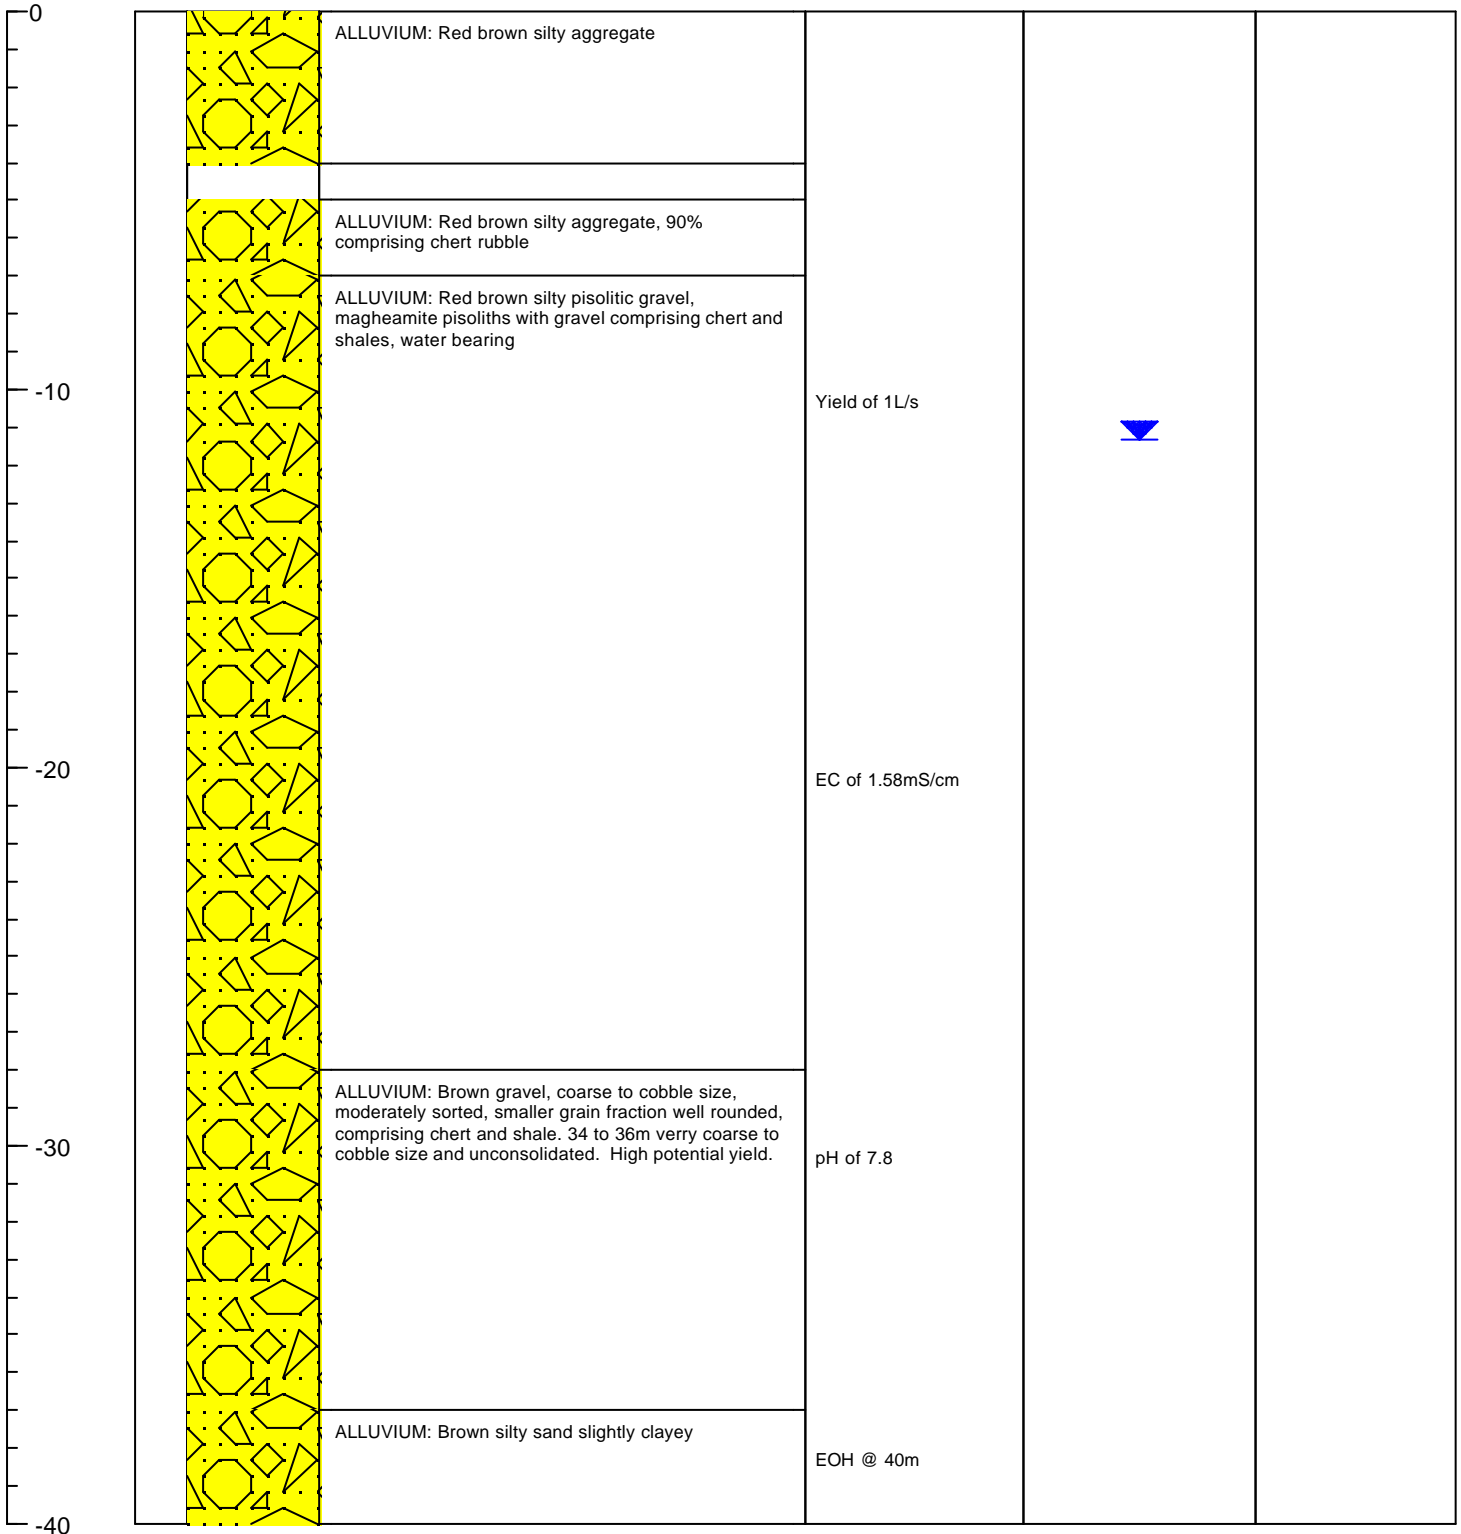 0
ALLUVIUM: Red brown silty aggregate
ALLUVIUM: Red brown silty aggregate, 90%
comprising chert rubble
ALLUVIUM: Red brown silty pisolitic gravel,
magheamite pisoliths with gravel comprising chert and
shales, water bearing
-10
Yield of 1L/s
-20
EC of 1.58mS/cm
ALLUVIUM: Brown gravel, coarse to cobble size,
moderately sorted, smaller grain fraction well rounded,
comprising chert and shale. 34 to 36m verry coarse to
cobble size and unconsolidated.  High potential yield.
-30
pH of 7.8
ALLUVIUM: Brown silty sand slightly clayey
EOH @ 40m
-40